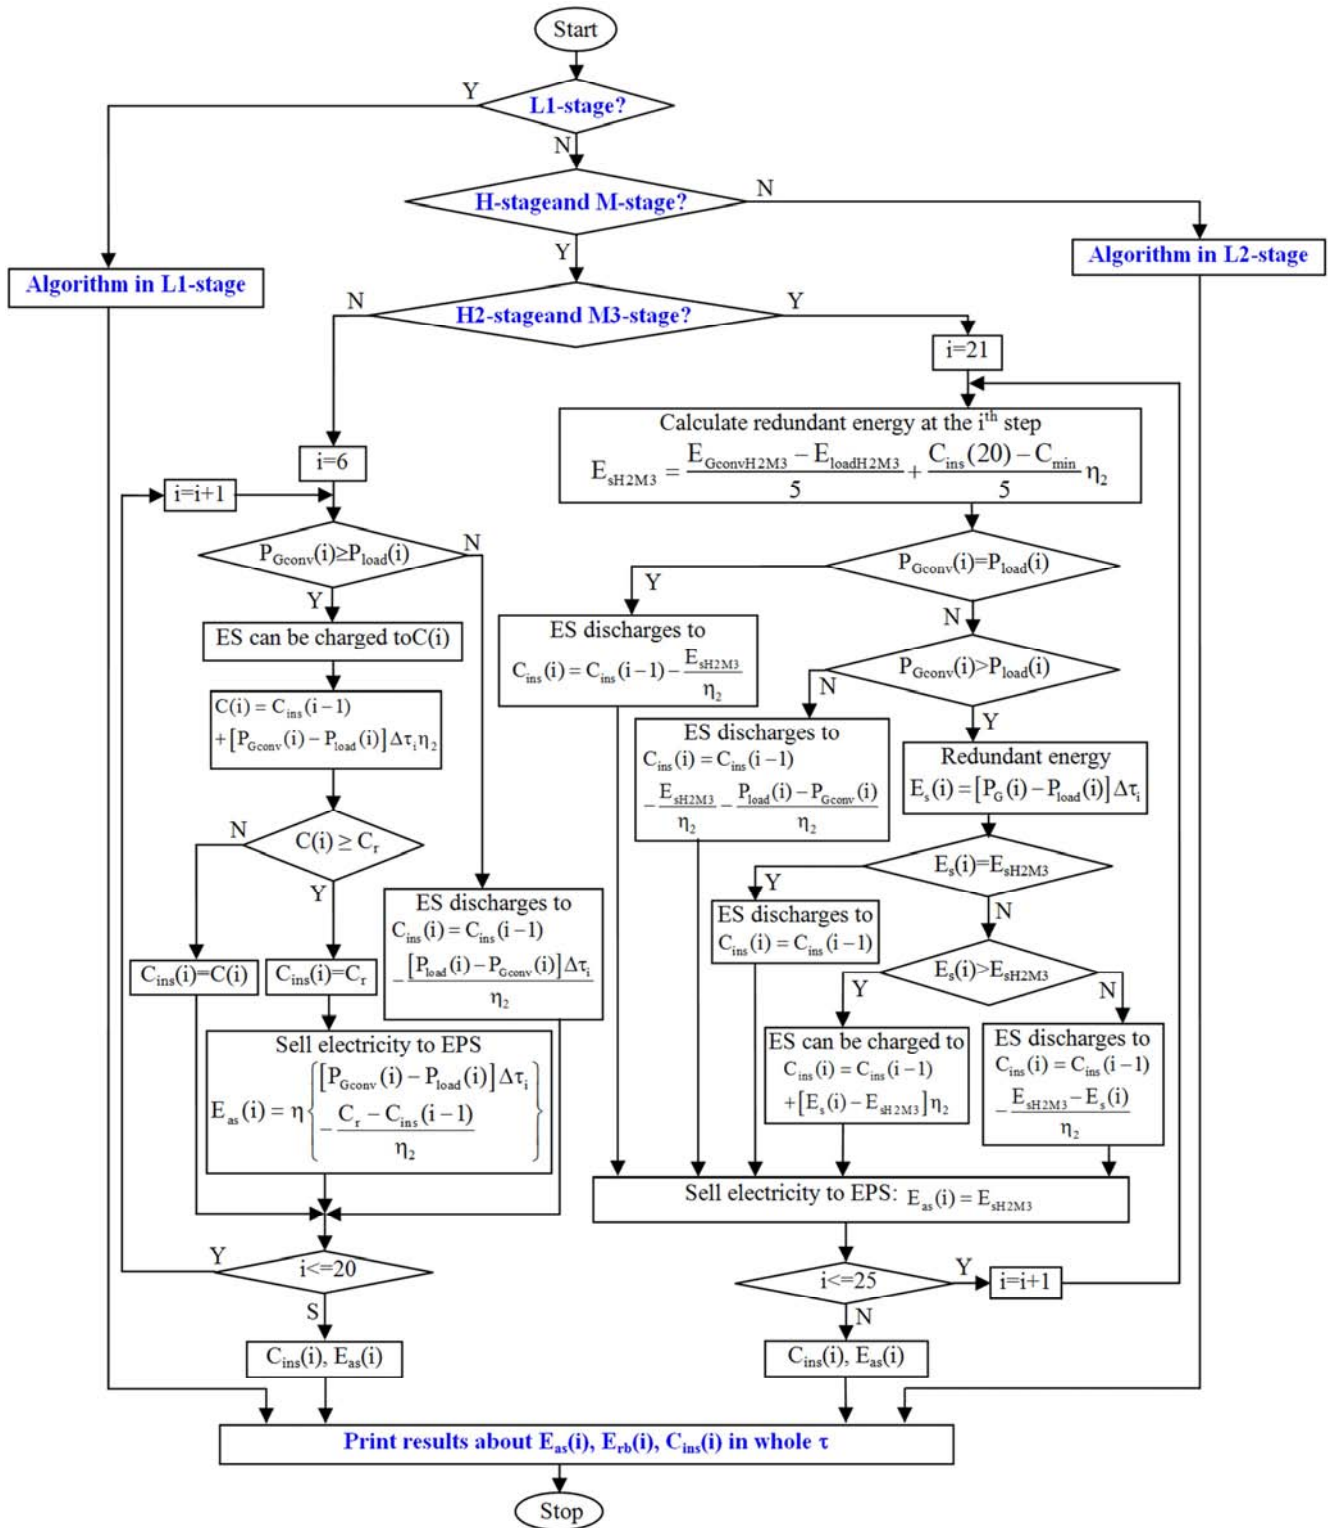 Start
Y
L1-stage?
N
H-stageand M-stage?
N
Y
Algorithm in L1-stage
Algorithm in L2-stage
N
H2-stageand M3-stage?
Y
i=21
Calculate redundant energy at the ith step
EsH2M3 = (EGconvH2M3 − EloadH2M3)/5 + (Cins(20) − Cmin)/5 η2
i=6
i=i+1
PGconv(i)≥Pload(i)
N
Y
ES can be charged toC(i)
C(i) = Cins(i−1)
+[PGconv(i) − Pload(i)]Δτiη2
N
C(i) ≥ Cr
Y
Cins(i)=C(i)
Cins(i)=Cr
ES discharges to
Cins(i) = Cins(i−1)
−[Pload(i) − PGconv(i)]Δτi/η2
Sell electricity to EPS
Eas(i) = η{[PGconv(i) − Pload(i)]Δτi
− (Cr − Cins(i−1))/η2}
Y
i<=20
S
Cins(i), Eas(i)
PGconv(i)=Pload(i)
Y
N
ES discharges to
Cins(i) = Cins(i−1) − EsH2M3/η2
PGconv(i)>Pload(i)
N
Y
ES discharges to
Cins(i) = Cins(i−1)
− EsH2M3/η2 − (Pload(i) − PGconv(i))/η2
Redundant energy
Es(i) = [PG(i) − Pload(i)]Δτi
Es(i)=EsH2M3
Y
N
ES discharges to
Cins(i) = Cins(i−1)
Es(i)>EsH2M3
Y
N
ES can be charged to
Cins(i) = Cins(i−1)
+[Es(i) − EsH2M3]η2
ES discharges to
Cins(i) = Cins(i−1)
− (EsH2M3 − Es(i))/η2
Sell electricity to EPS: Eas(i) = EsH2M3
i<=25
Y
i=i+1
N
Cins(i), Eas(i)
Print results about Eas(i), Erb(i), Cins(i) in whole τ
Stop